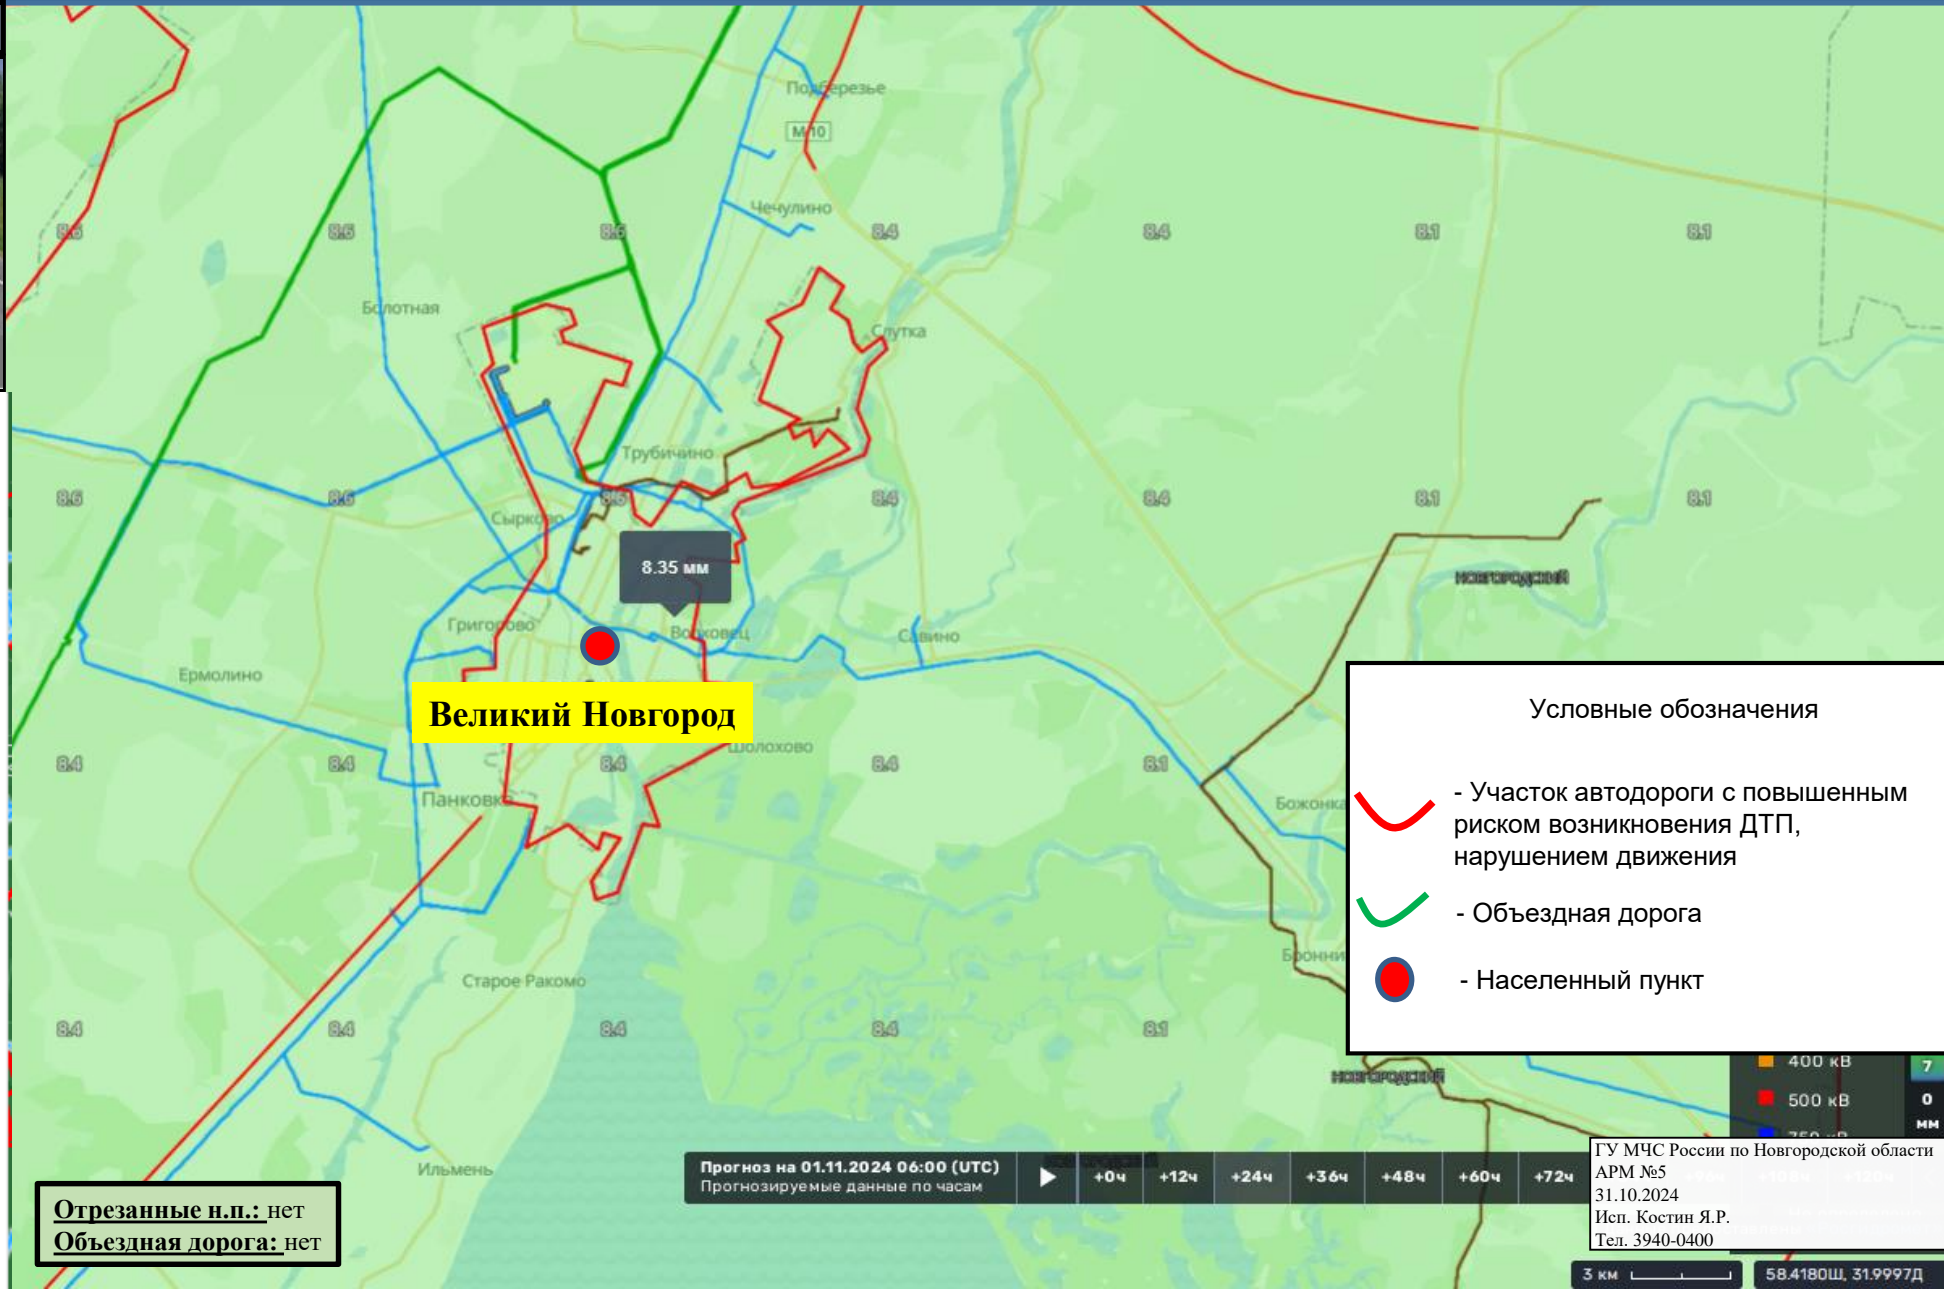 Подберезье
М-10
Чечулино
8.6
8.6
8.6
8.4
8.4
8.1
8.1
Болотная
Слутка
Трубичино
8.6
8.6
8.6
8.4
8.4
8.1
8.1
Сырково
8.35 мм
новгородский
Григорово
Волховец
Савино
Ермолино
Великий Новгород
Шолохово
8.4
8.4
8.4
8.4
8.1
Панковка
Божонка
Старое Ракомо
8.4
8.4
8.4
8.4
8.1
новгородский
Ильмень
Условные обозначения
- Участок автодороги с повышенным
риском возникновения ДТП,
нарушением движения
- Объездная дорога
- Населенный пункт
400 кВ
7
500 кВ
0
750 кВ
мм
Прогноз на 01.11.2024 06:00 (UTC)
Прогнозируемые данные по часам
+0ч
+12ч
+24ч
+36ч
+48ч
+60ч
+72ч
ГУ МЧС России по Новгородской области
АРМ №5
31.10.2024
Исп. Костин Я.Р.
Тел. 3940-0400
Отрезанные н.п.: нет
Объездная дорога: нет
3 км
58.4180Ш, 31.9997Д